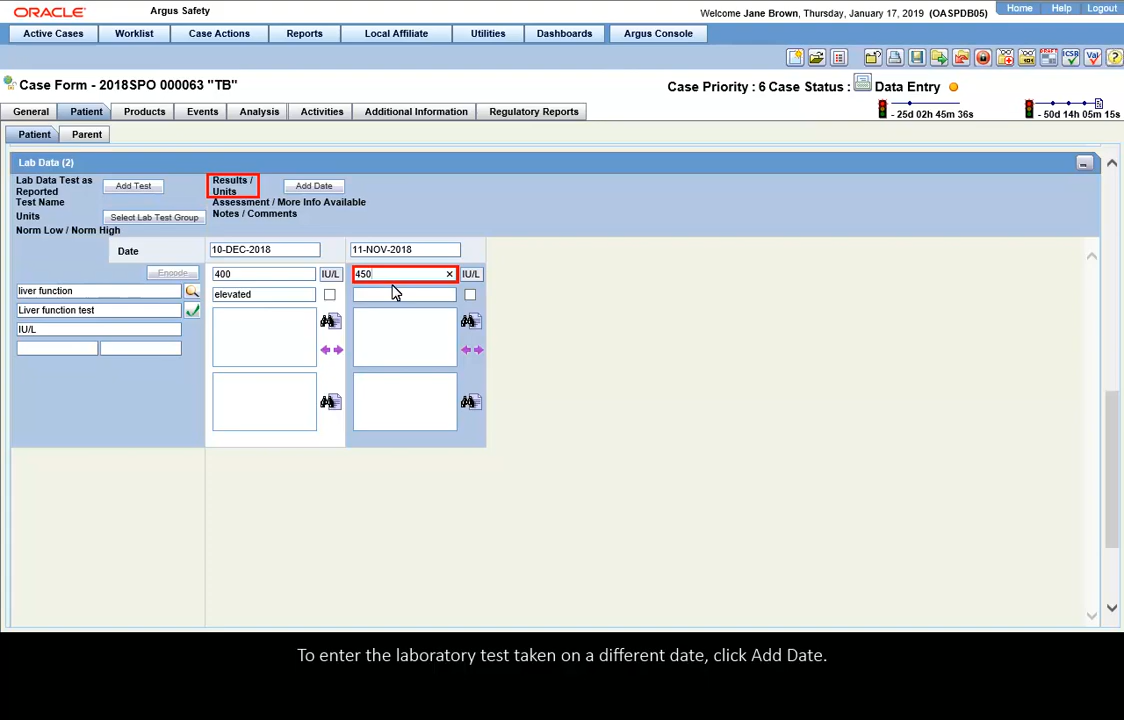 ORACLE
Argus Safety
Welcome Jane Brown, Thursday, January 17, 2019 (OASPDB05)
Home Help Logout
Active Cases Worklist Case Actions Reports Local Affiliate Utilities Dashboards Argus Console
Case Form - 2018SPO 000063 "TB"
Case Priority : 6 Case Status : Data Entry
- 25d 02h 45m 36s
- 50d 14h 05m 15s
General Patient Products Events Analysis Activities Additional Information Regulatory Reports
Patient Parent
Lab Data (2)
Lab Data Test as
Reported
Add Test
Results /
Units
Add Date
Test Name
Assessment / More Info Available
Units
Select Lab Test Group
Notes / Comments
Norm Low / Norm High
Date
10-DEC-2018
11-NOV-2018
Encode
400 IU/L
450 IU/L
liver function
elevated
Liver function test
IU/L
To enter the laboratory test taken on a different date, click Add Date.